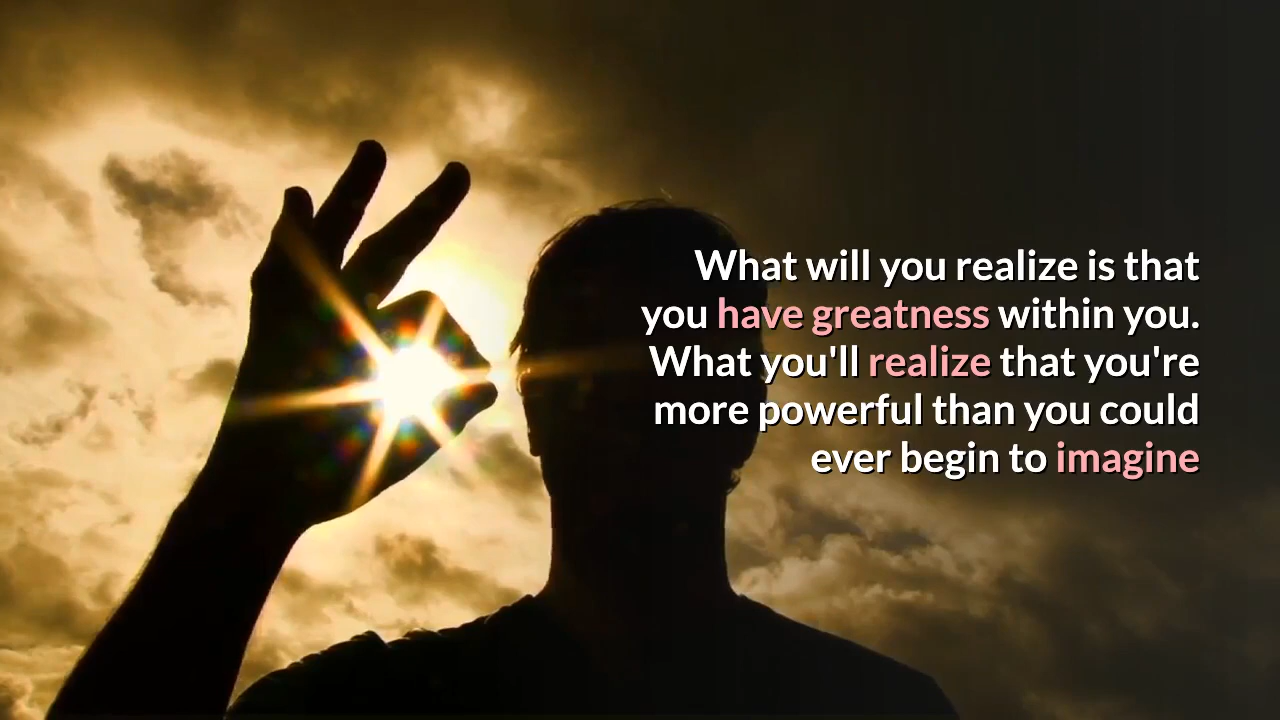 What will you realize is that
you have greatness within you.
What you'll realize that you're
more powerful than you could
ever begin to imagine